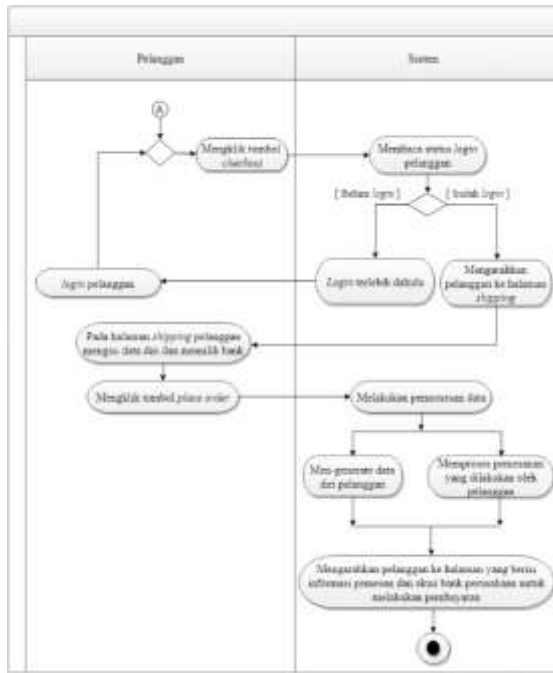 Pelanggan
Sistem
A
Mengklik tombol
checkout
Membaca status login
pelanggan
[ Belum login ]
[ Sudah login ]
login pelanggan
Login terlebih dahulu
Mengarahkan
pelanggan ke halaman
shipping
Pada halaman shipping pelanggan
mengisi data diri dan memilih bank
Mengklik tombol place order
Melakukan pemrosesan data
Men-generate data
diri pelanggan
Memproses pemesanan
yang dilakukan oleh
pelanggan
Mengarahkan pelanggan ke halaman yang berisi
informasi pemesan dan akun bank perusahaan untuk
melakukan pembayaran